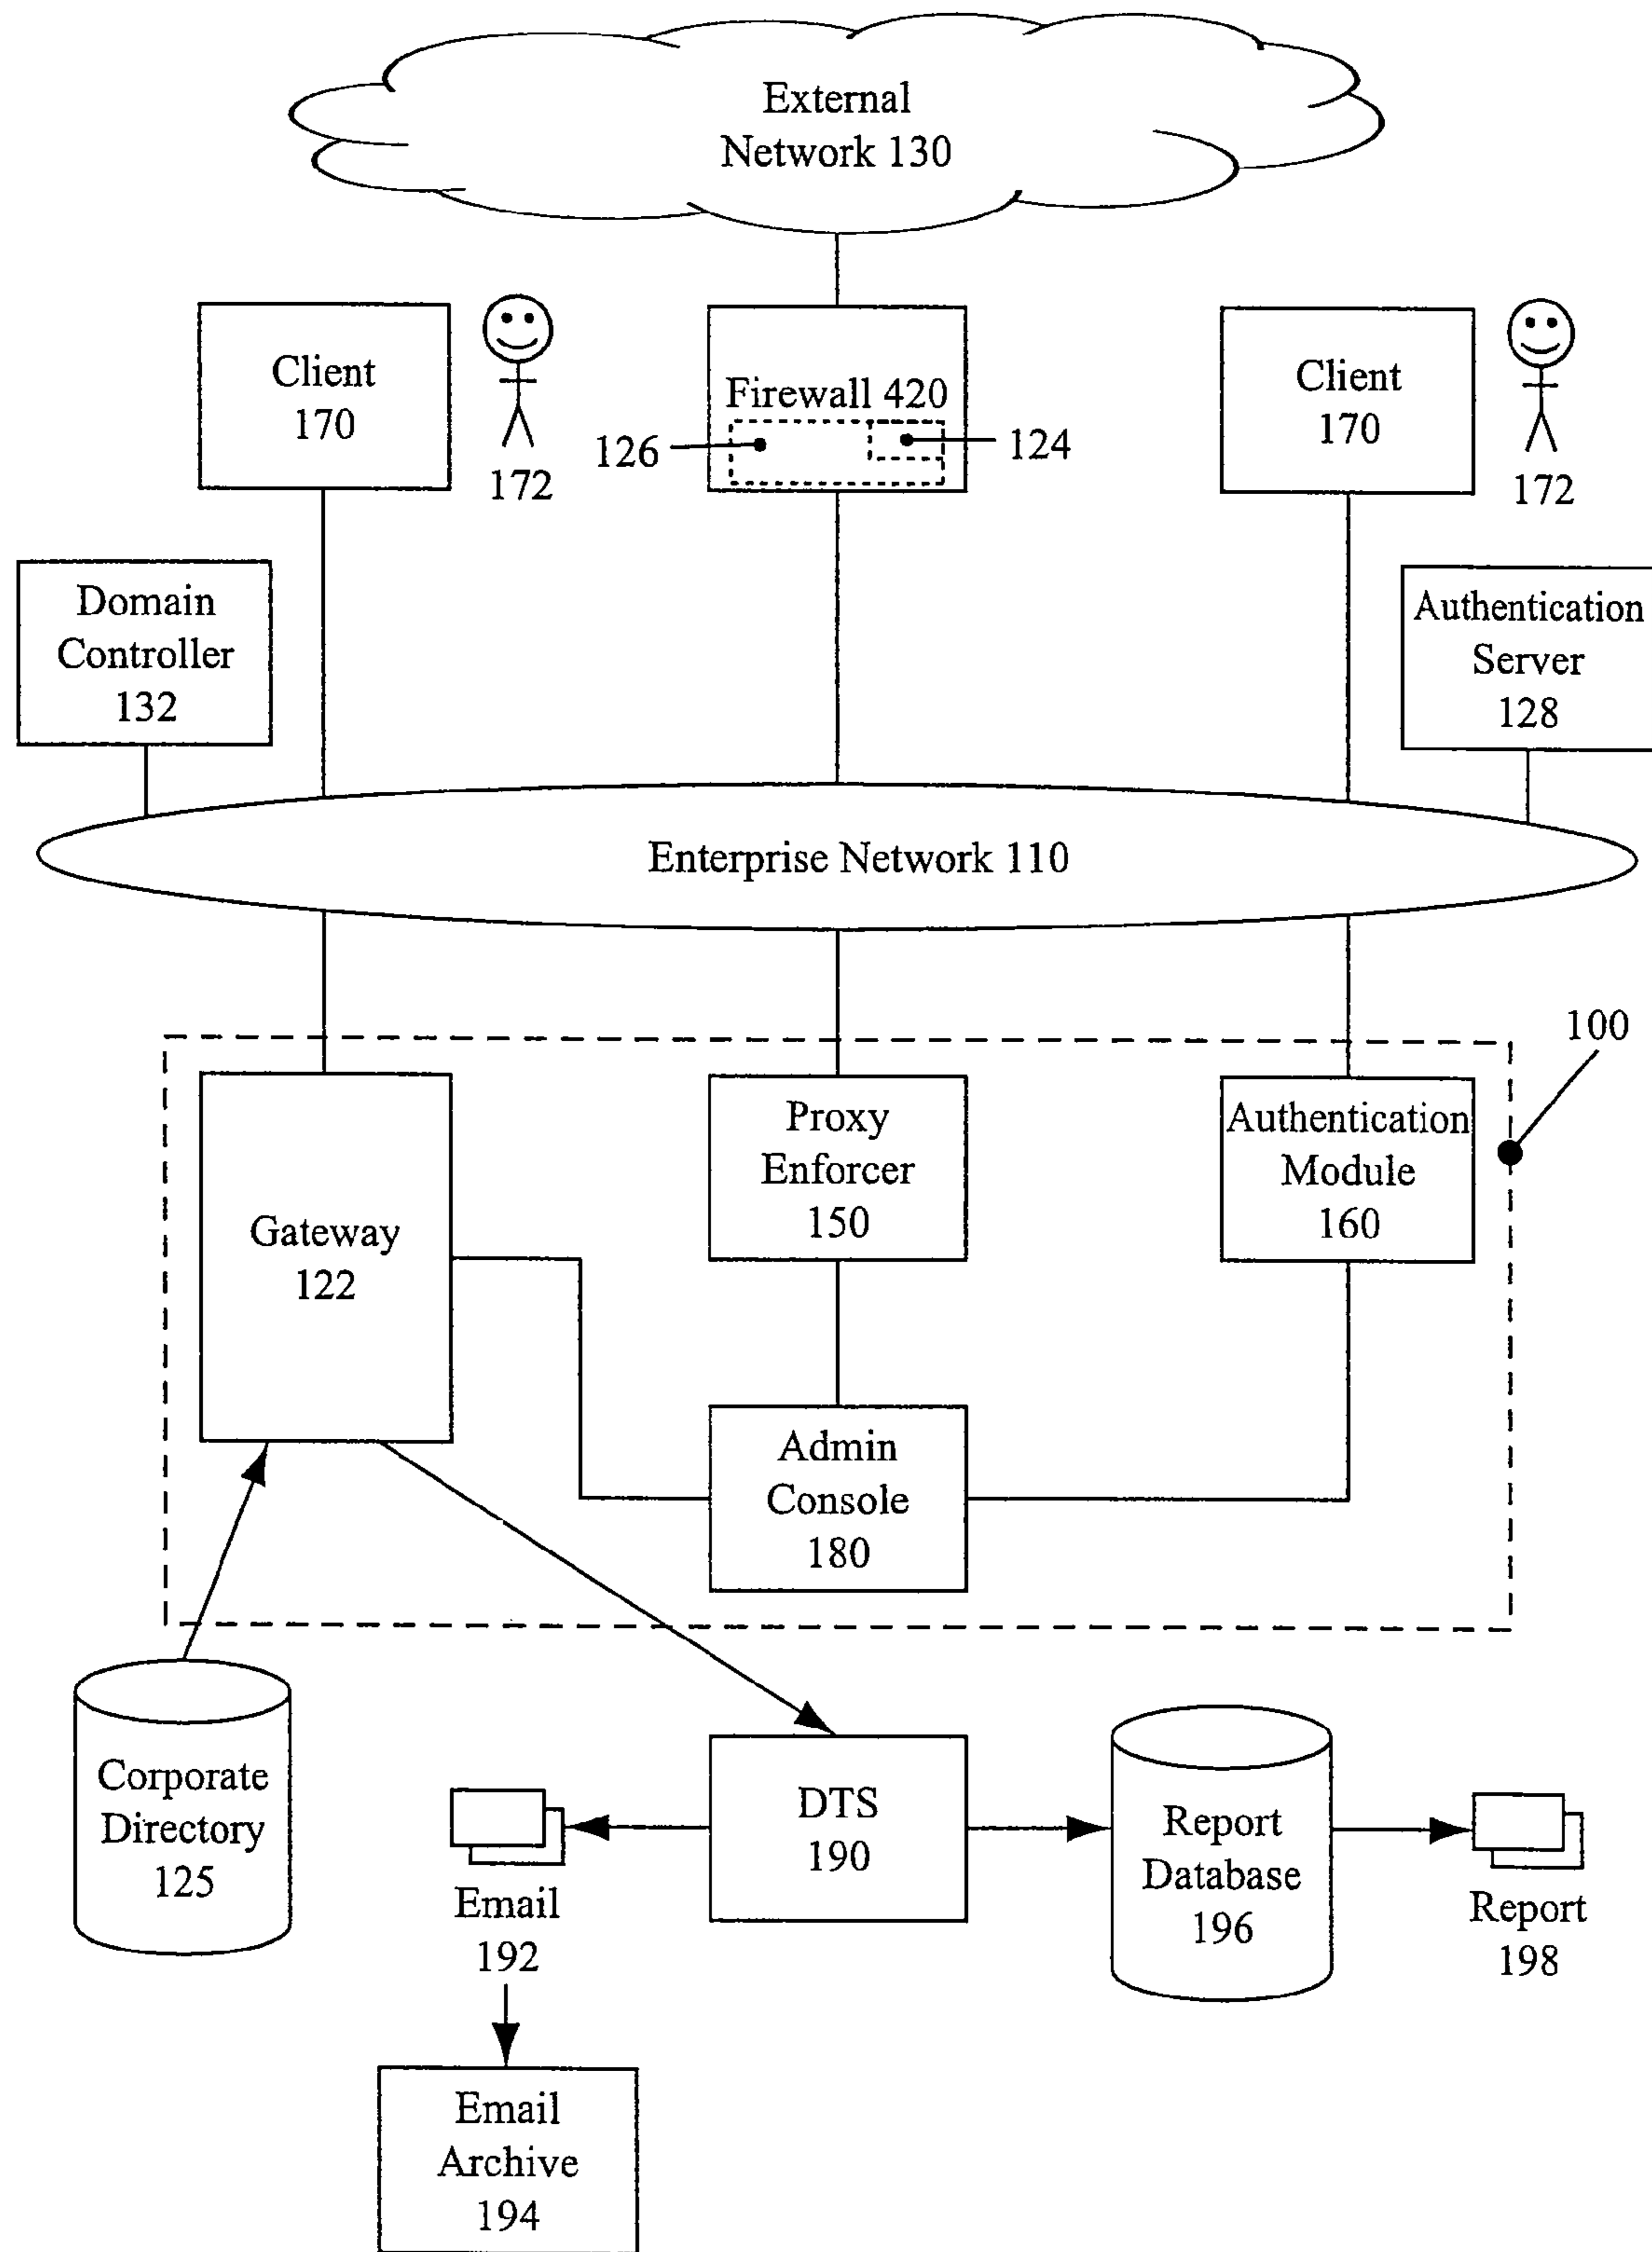 External
Network 130
Client
170
172
Firewall 420
126
124
Client
170
172
Domain
Controller
132
Authentication
Server
128
Enterprise Network 110
100
Gateway
122
Proxy
Enforcer
150
Authentication
Module
160
Admin
Console
180
Corporate
Directory
125
Email
192
DTS
190
Report
Database
196
Report
198
Email
Archive
194